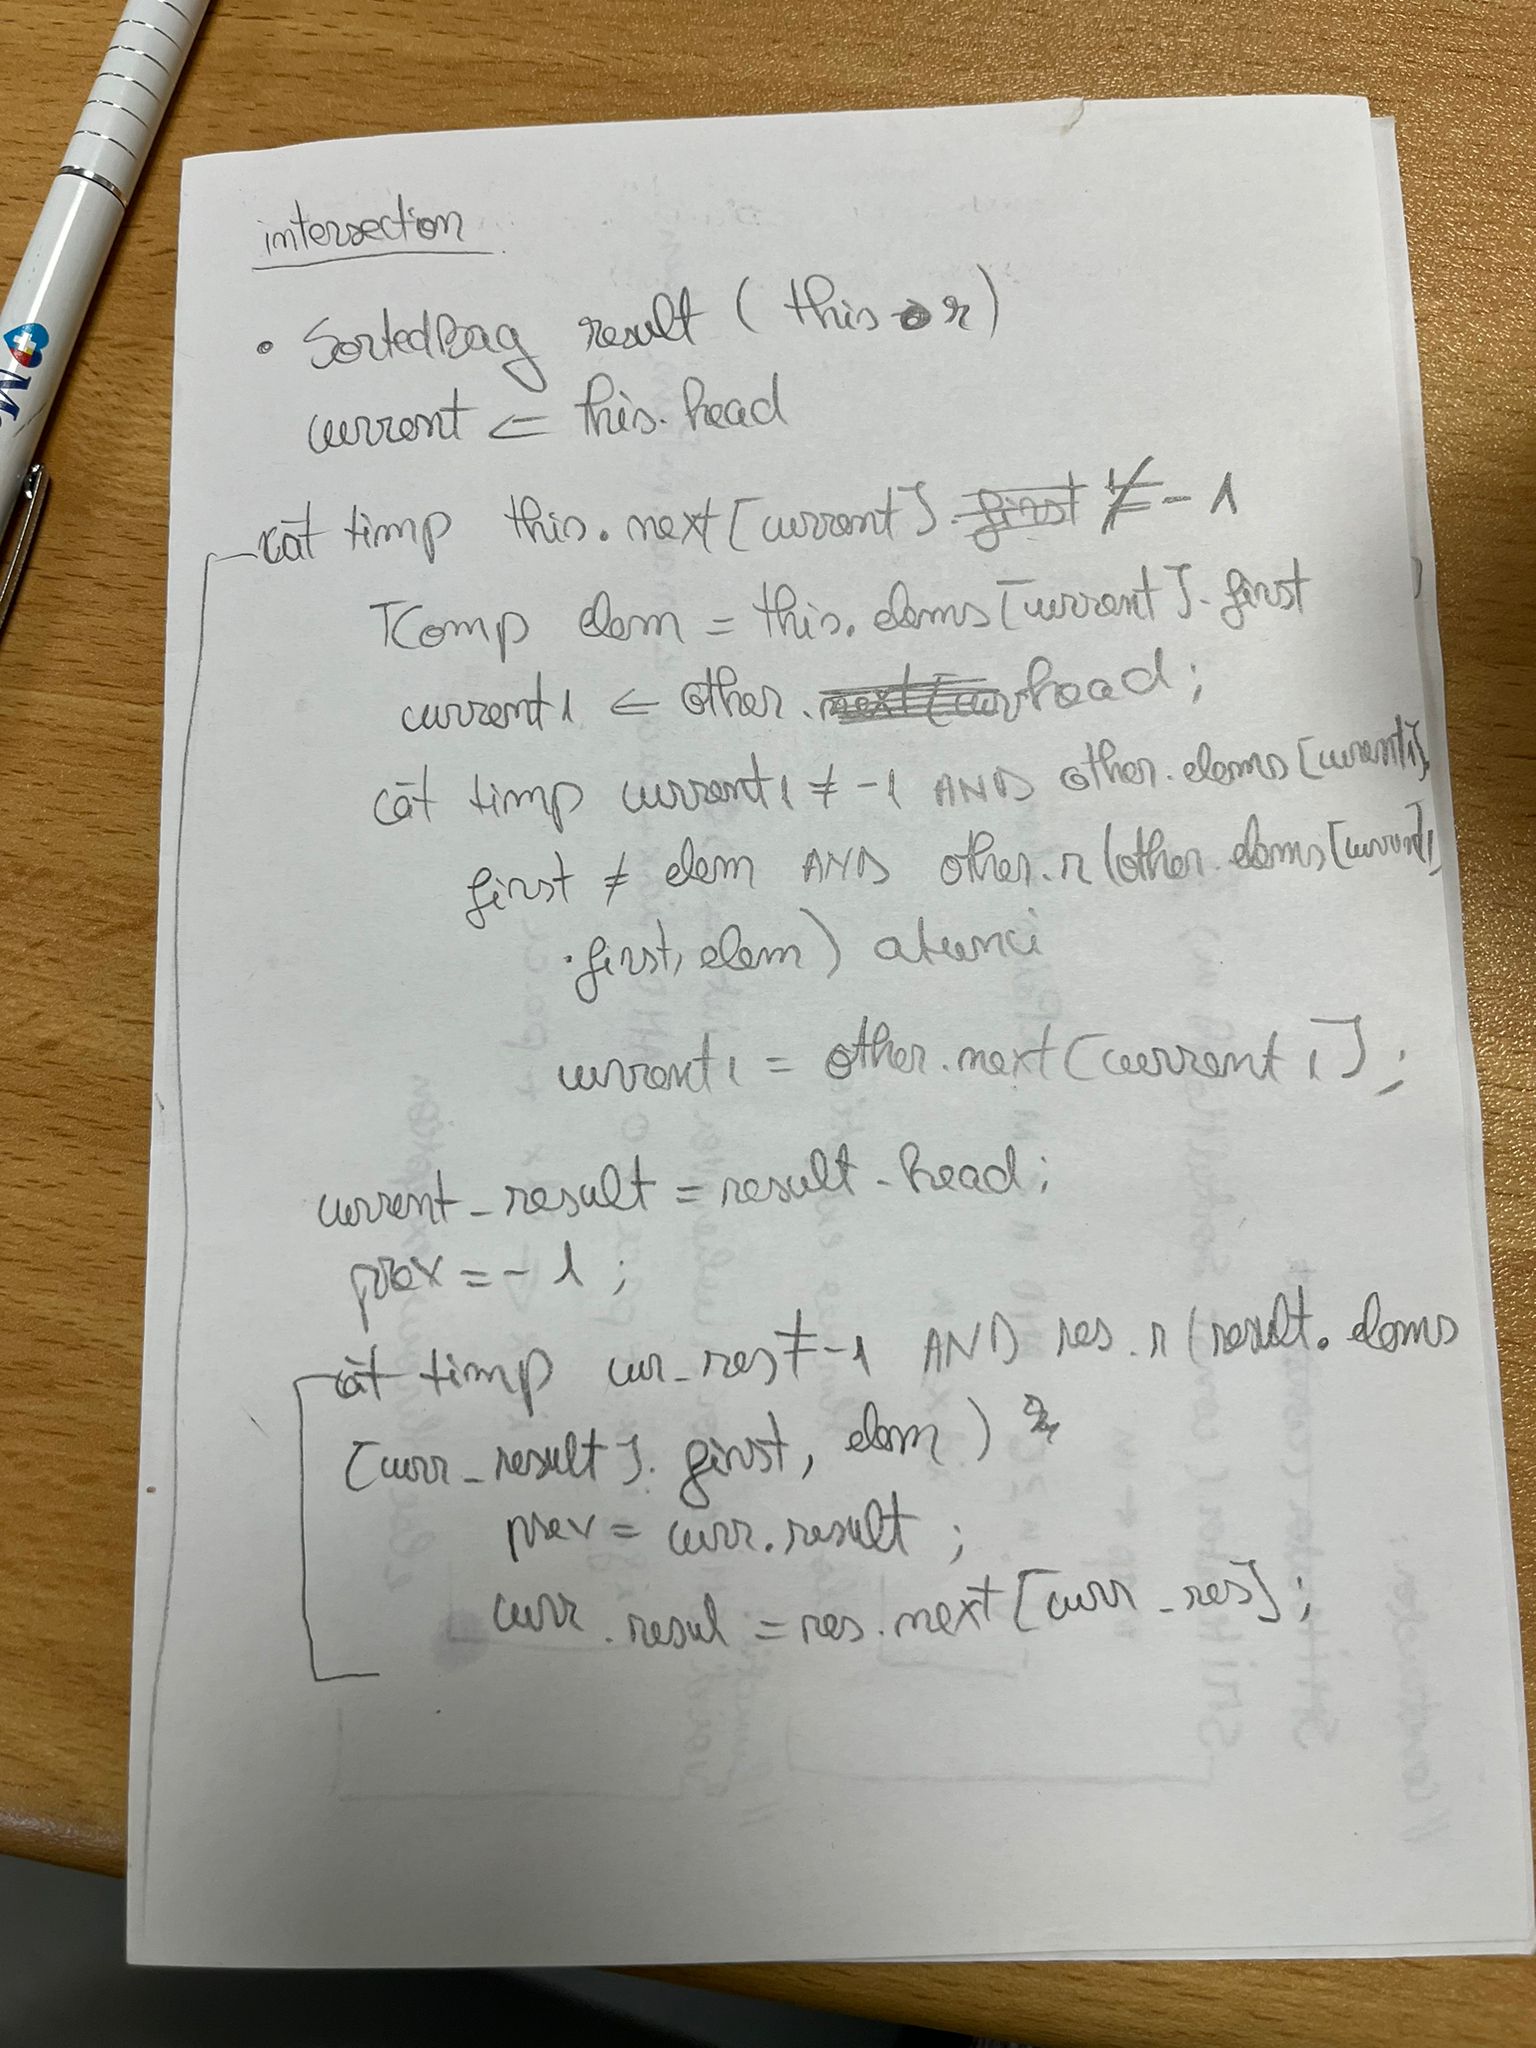 intersection
• SortedBag result (this.r)
current <= this.head
cât timp this.next[current]. ≠ -1
TComp elem = this.elems[current].first
current1 <= other.head;
cât timp current1 ≠ -1 AND other.elems[current1].
first ≠ elem AND other.r(other.elems[current1]
.first, elem) atunci
current1 = other.next[current1];
current_result = result.head;
prev = -1;
cât timp cur_res ≠ -1 AND res.r(result.elems
[curr_result].first, elem)
prev = curr.result;
curr.resul = res.next[curr_res];